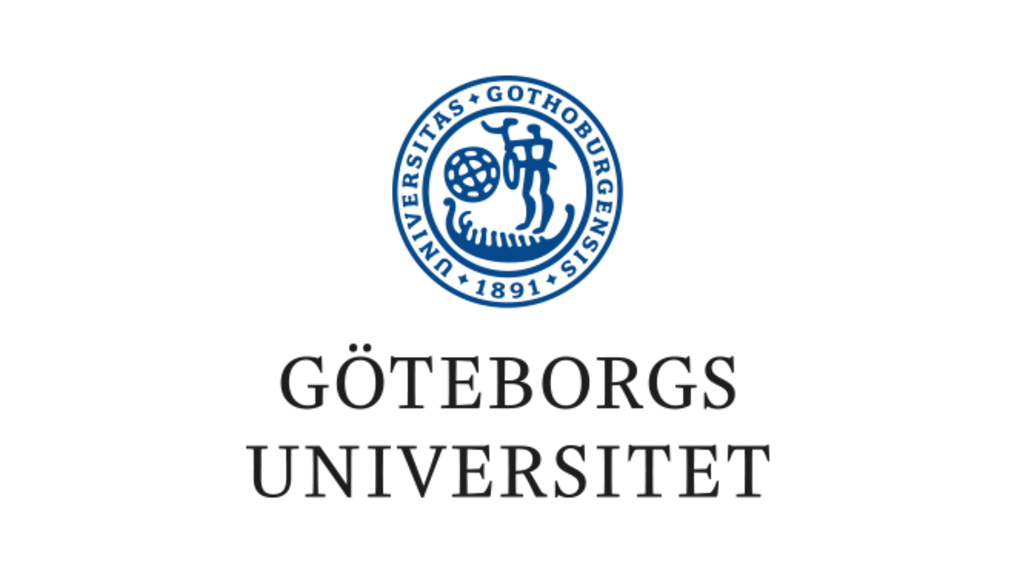 UNIVERSITAS ✦ GOTHOBURGENSIS ✦ 1891 ✦
GÖTEBORGS
UNIVERSITET